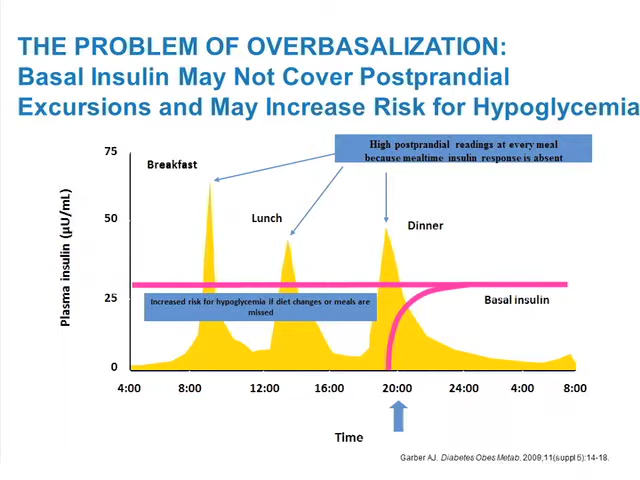 THE PROBLEM OF OVERBASALIZATION:
Basal Insulin May Not Cover Postprandial
Excursions and May Increase Risk for Hypoglycemia
High postprandial readings at every meal
because mealtime insulin response is absent
75
Breakfast
50
Lunch
Dinner
Plasma insulin (µU/mL)
25
Increased risk for hypoglycemia if diet changes or meals are
missed
Basal insulin
0
4:00 8:00 12:00 16:00 20:00 24:00 4:00 8:00
Time
Garber AJ. Diabetes Obes Metab. 2009;11(suppl 5):14-18.